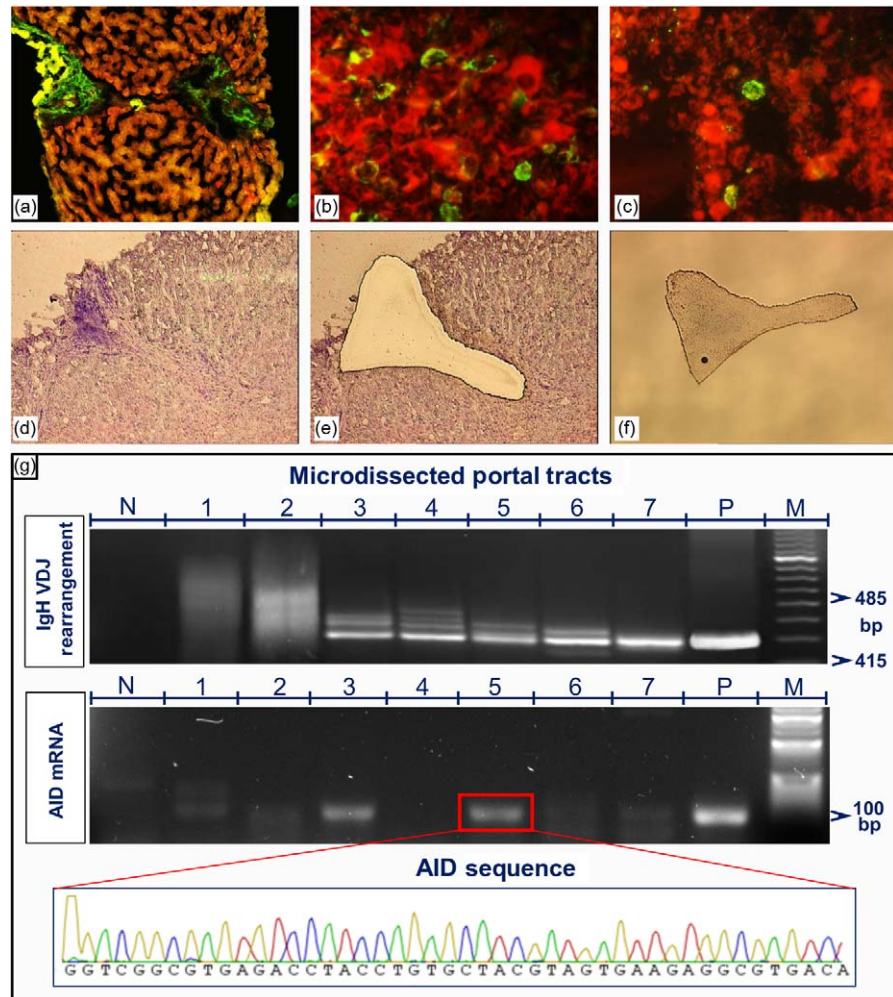 (a)
(b)
(c)
(d)
(e)
(f)
(g)
Microdissected portal tracts
N 1 2 3 4 5 6 7 P M
IgH VDJ
rearrangement
485
bp
415
N 1 2 3 4 5 6 7 P M
AID mRNA
100
bp
AID sequence
GGTCGGCGTGAGACCTACCTGTGCTACGTAGTGAAGAGGCGTGACA